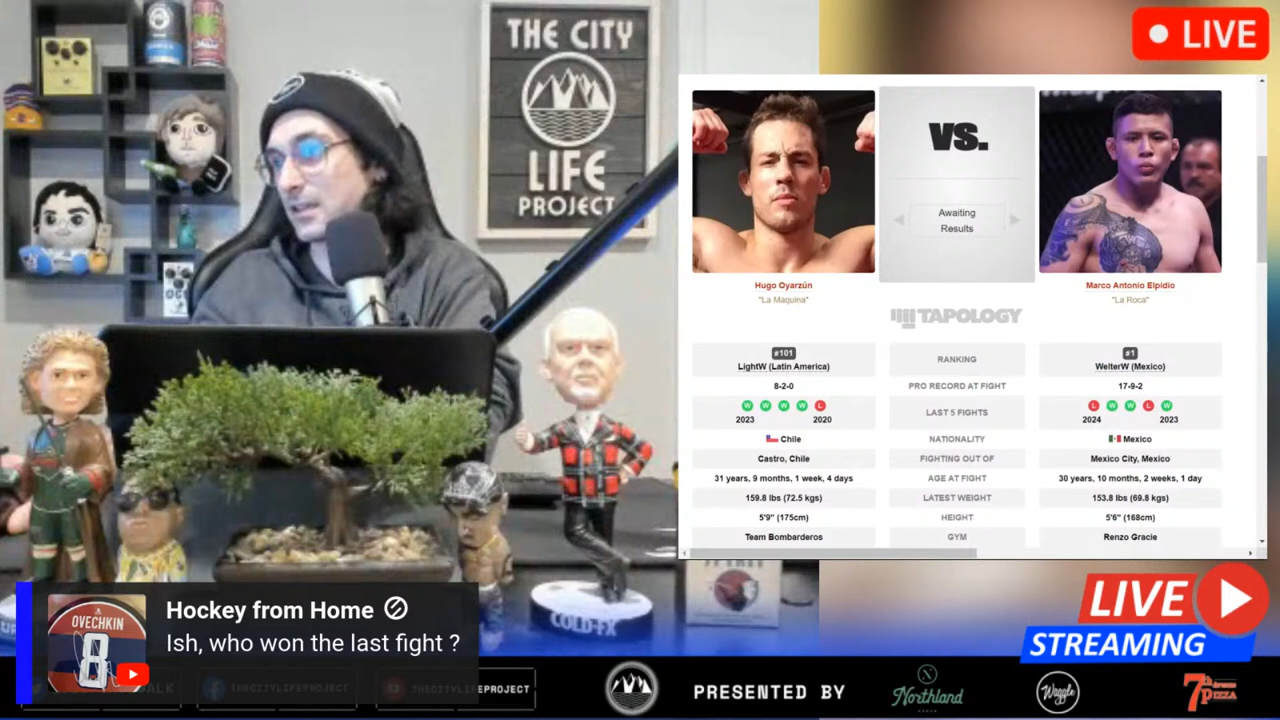 THE CITY
LIFE
PROJECT
LIVE
VS.
Awaiting
Results
Hugo Oyarzún
"La Maquina"
Marco Antonio Elpidio
"La Roca"
TAPOLOGY
#101
LightW (Latin America)
RANKING
#1
WelterW (Mexico)
8-2-0
PRO RECORD AT FIGHT
17-9-2
W W W W L
2023 2020
LAST 5 FIGHTS
L W W L W
2024 2023
Chile
NATIONALITY
Mexico
Castro, Chile
FIGHTING OUT OF
Mexico City, Mexico
31 years, 9 months, 1 week, 4 days
AGE AT FIGHT
30 years, 10 months, 2 weeks, 1 day
159.8 lbs (72.5 kgs)
LATEST WEIGHT
153.8 lbs (69.8 kgs)
5'9" (175cm)
HEIGHT
5'6" (168cm)
Team Bombarderos
GYM
Renzo Gracie
COLD-FX
OVECHKIN
8
Hockey from Home
Ish, who won the last fight ?
LIVE
STREAMING
THECITYLIFEPROJECT
THECITYLIFEPROJECT
PRESENTED BY
Northland
Waggle
7th
PIZZA